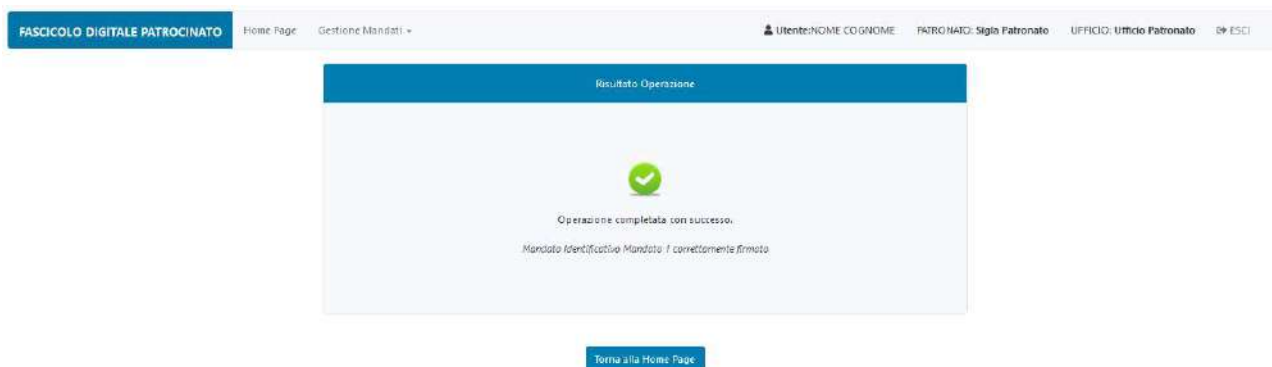 FASCICOLO DIGITALE PATROCINATO Home Page Gestione Mandati Utente:NOME COGNOME PATRONATO: Sigla Patronato UFFICIO: Ufficio Patronato ESCI
Risultato Operazione
Operazione completata con successo.
Mandato Identificativo Mandato 1 correttamente firmato
Torna alla Home Page